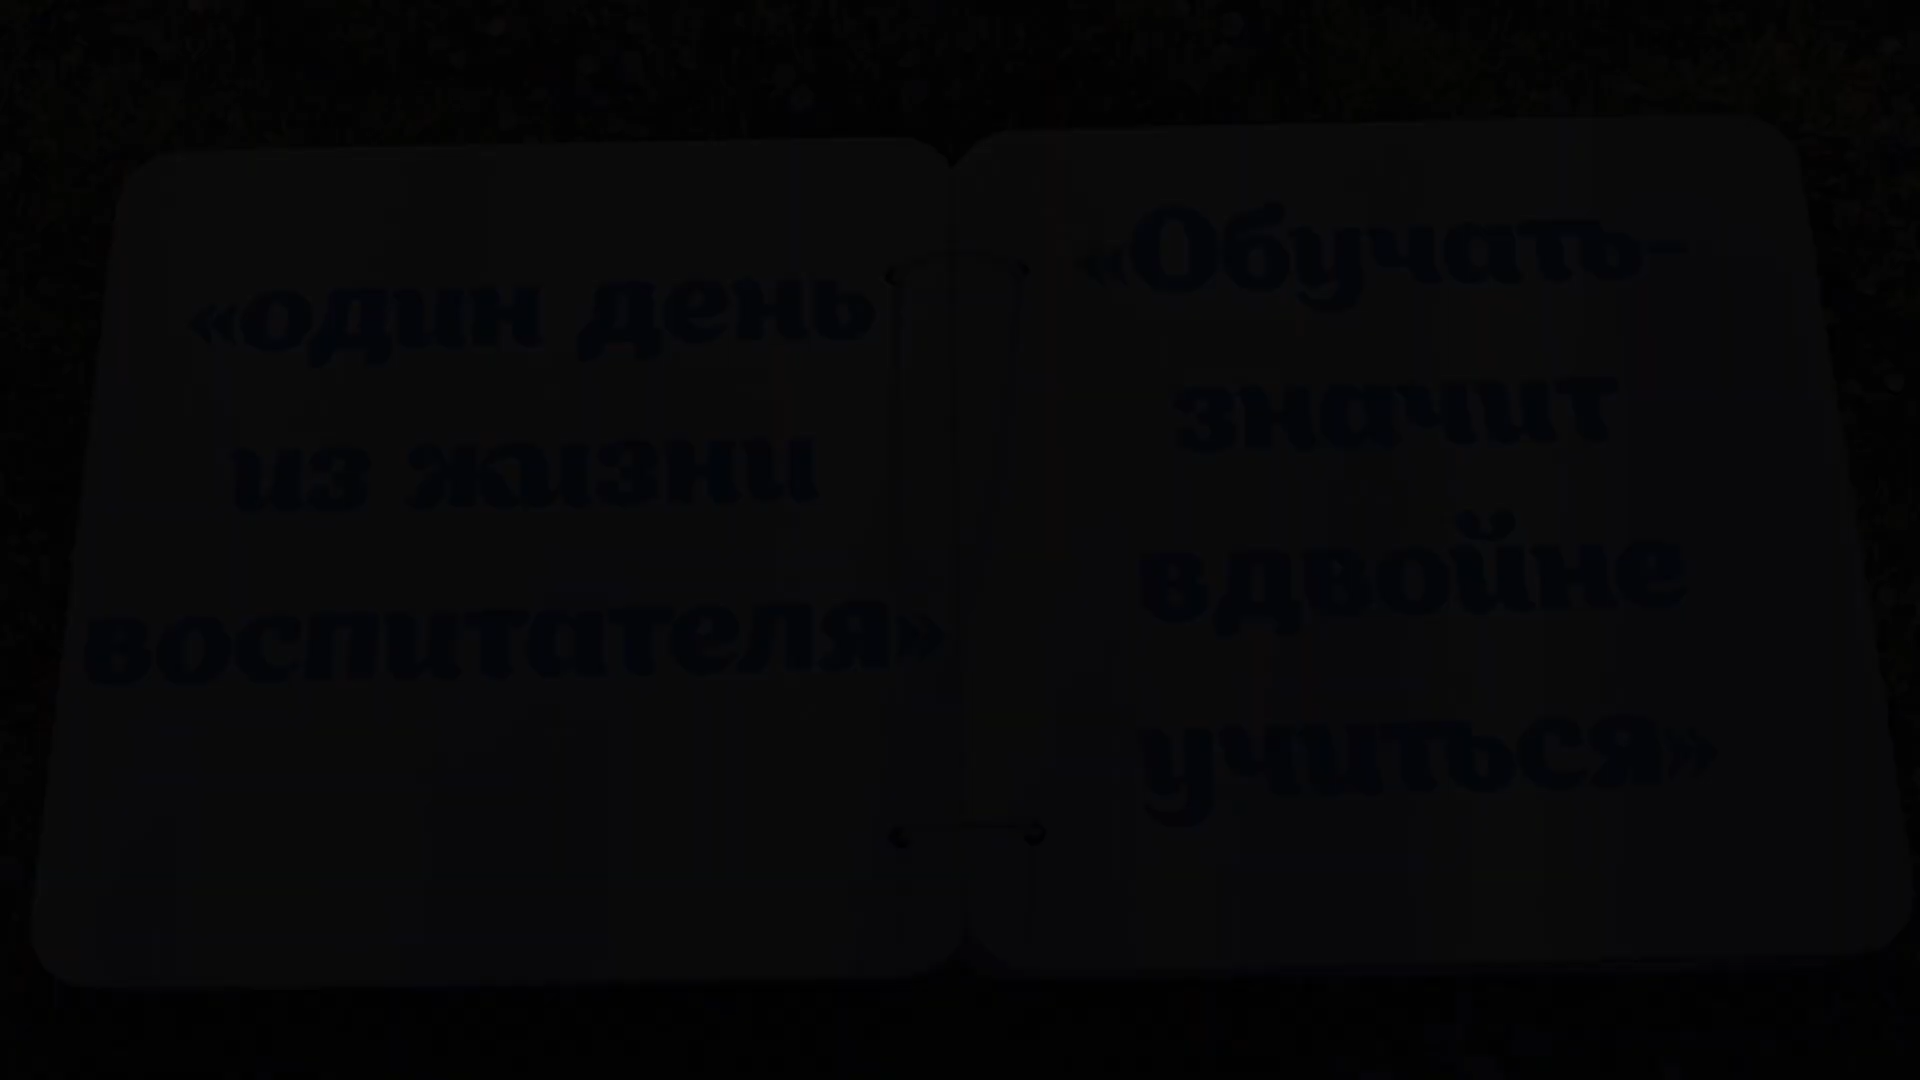 «один день
из жизни
воспитателя»
«Обучать-
значит
вдвойне
учиться»